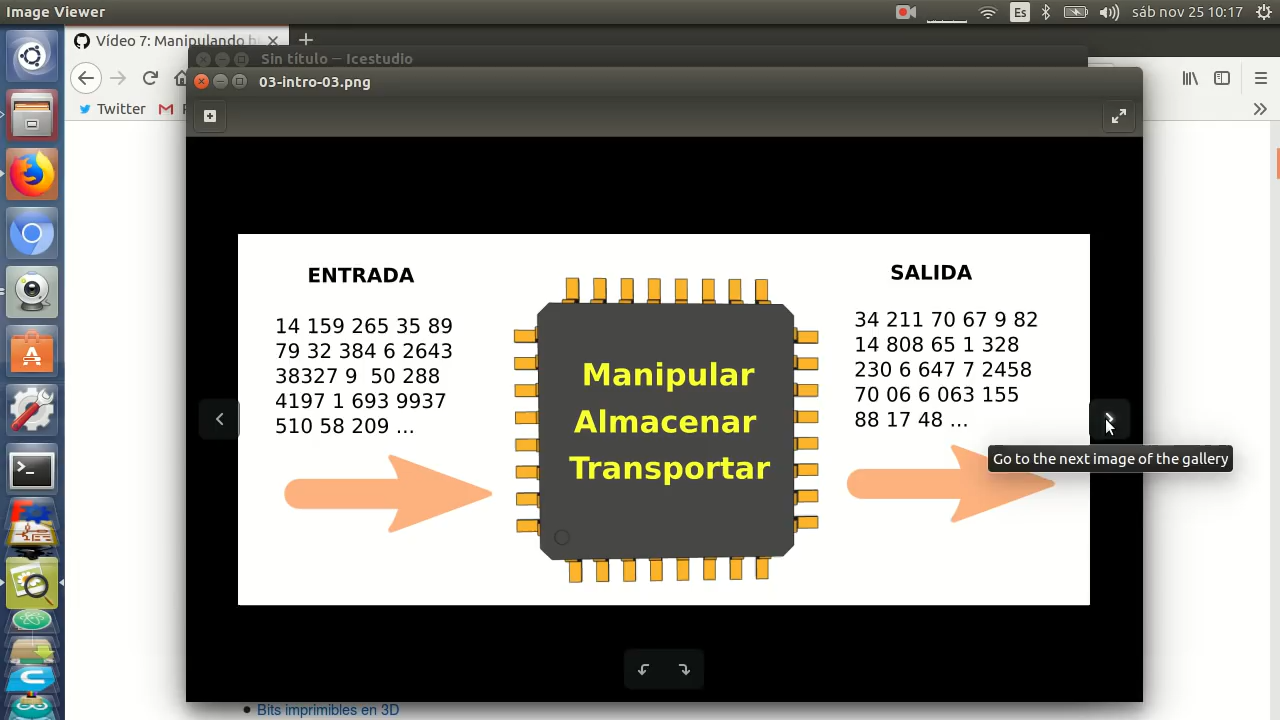 Image Viewer
Es
sáb nov 25 10:17
Vídeo 7: Manipulando
Sin título — Icestudio
Twitter
03-intro-03.png
ENTRADA
14 159 265 35 89
79 32 384 6 2643
38327 9 50 288
4197 1 693 9937
510 58 209 ...
Manipular
Almacenar
Transportar
SALIDA
34 211 70 67 9 82
14 808 65 1 328
230 6 647 7 2458
70 06 6 063 155
88 17 48 ...
Go to the next image of the gallery
Bits imprimibles en 3D